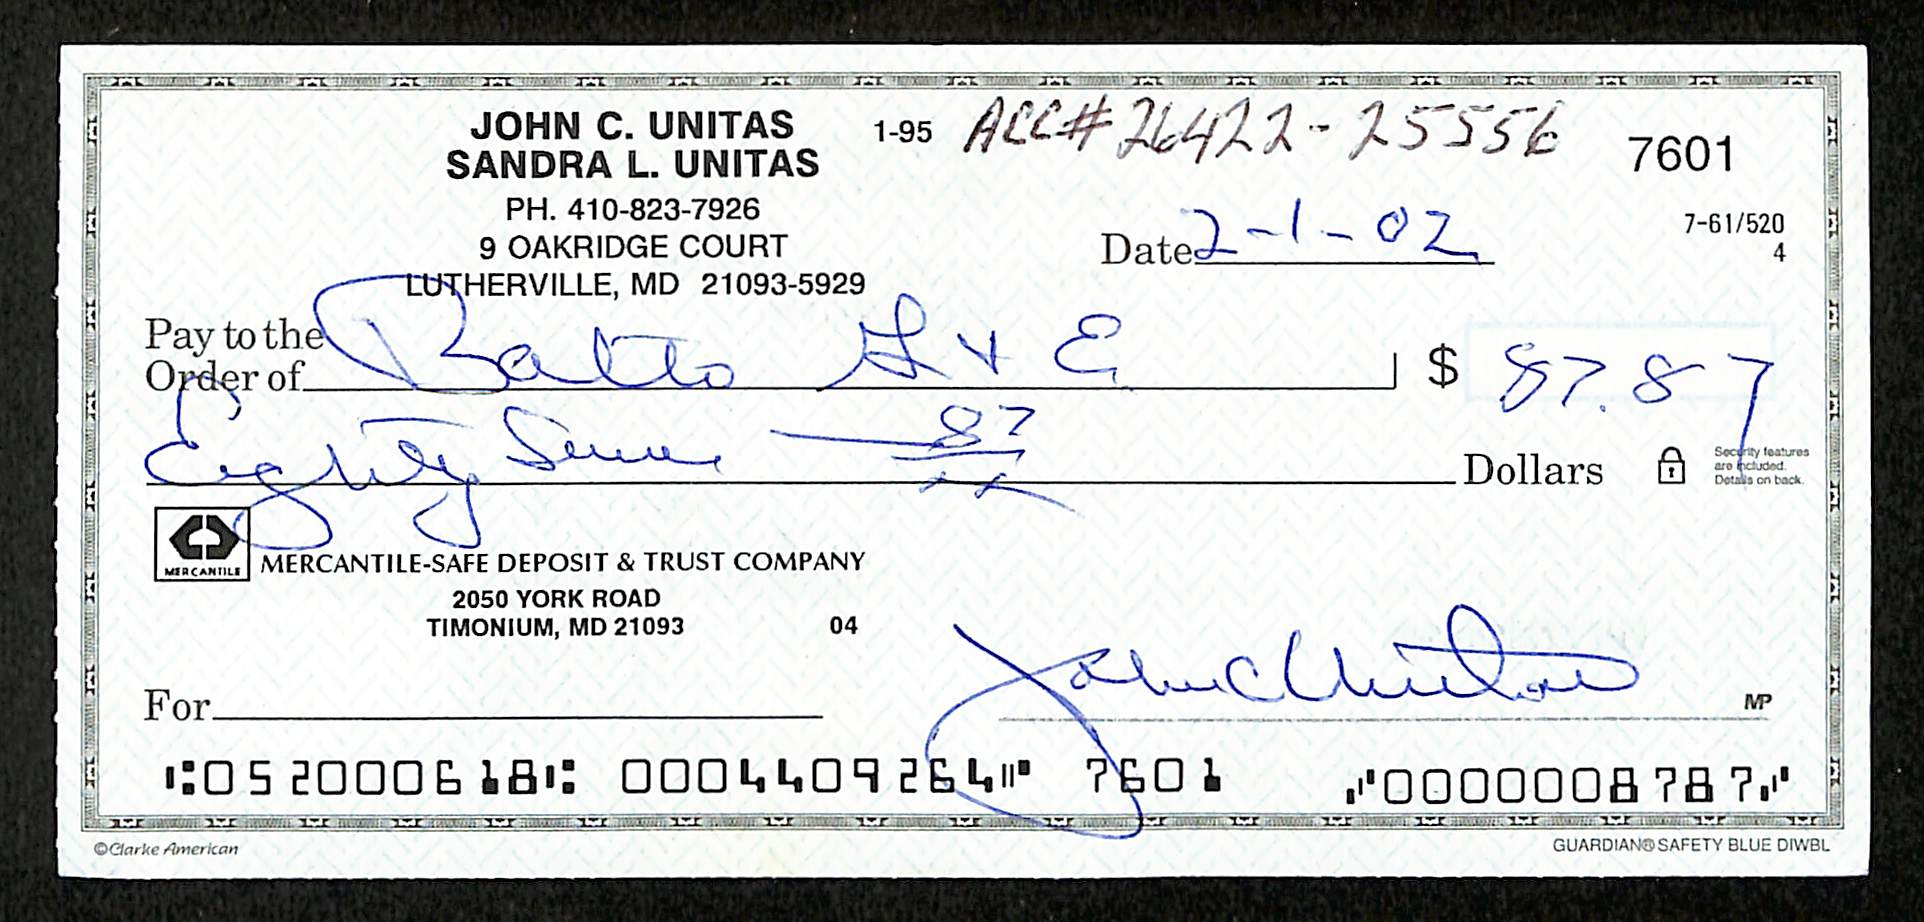 JOHN C. UNITAS 1-95 ACC# 26422-25556 7601
SANDRA L. UNITAS
PH. 410-823-7926
9 OAKRIDGE COURT
LUTHERVILLE, MD 21093-5929
Date 2-1-02
7-61/520
4
Pay to the
Order of Balto G & E $ 87.87
Eighty Seven 87/xx Dollars
Security features
are included.
Details on back.
MERCANTILE
MERCANTILE-SAFE DEPOSIT & TRUST COMPANY
2050 YORK ROAD
TIMONIUM, MD 21093 04
John C Unitas
For MP
⑆052000618⑆ 0004409264⑈ 7601 ⑇0000008787⑇
©Clarke American GUARDIAN® SAFETY BLUE DIWBL